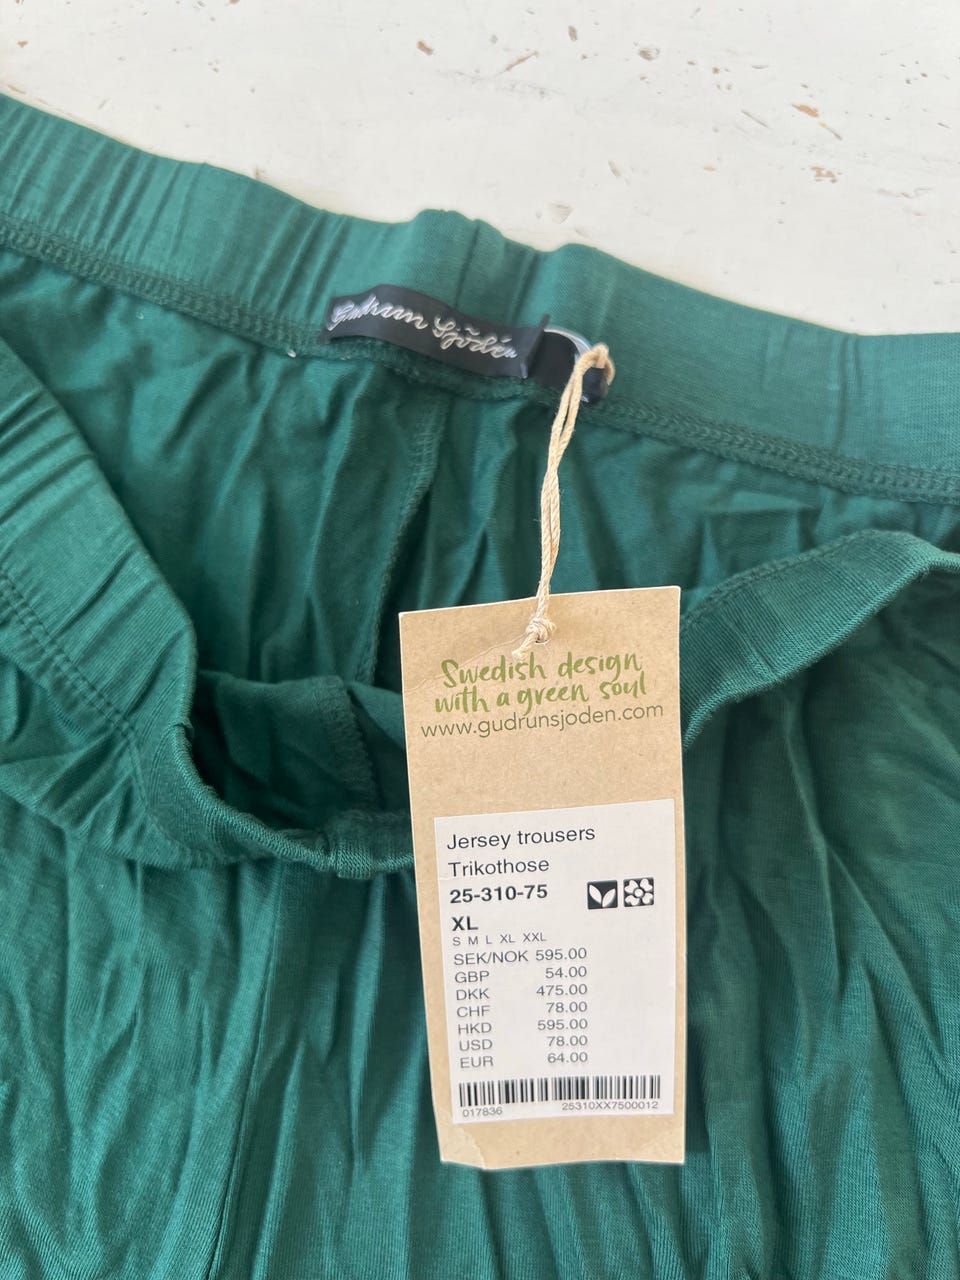 Gudrun Sjödén
Swedish design
with a green soul
www.gudrunsjoden.com
Jersey trousers
Trikothose
25-310-75
XL
S M L XL XXL
SEK/NOK 595.00
GBP 54.00
DKK 475.00
CHF 78.00
HKD 595.00
USD 78.00
EUR 64.00
017836 25310XX7500012